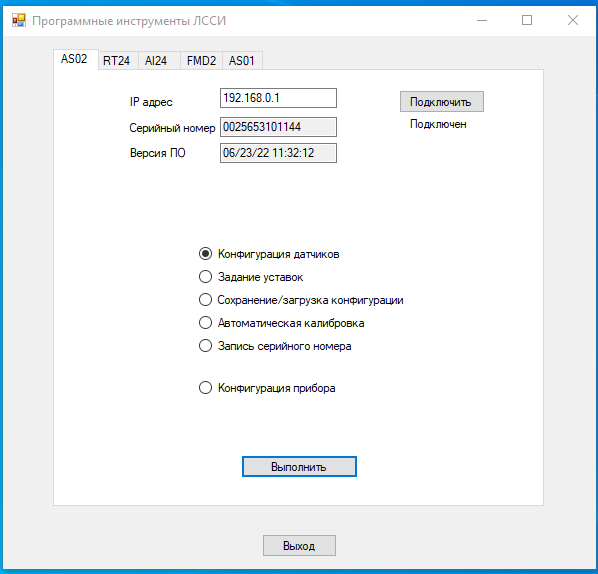 Программные инструменты ЛССИ
AS02 RT24 AI24 FMD2 AS01
IP адрес 192.168.0.1 Подключить
Серийный номер 0025653101144 Подключен
Версия ПО 06/23/22 11:32:12
Конфигурация датчиков
Задание уставок
Сохранение/загрузка конфигурации
Автоматическая калибровка
Запись серийного номера
Конфигурация прибора
Выполнить
Выход